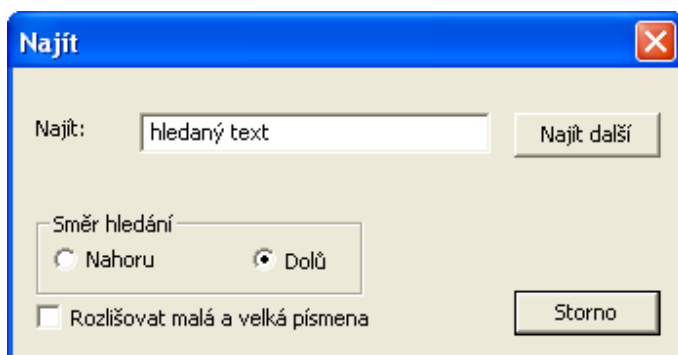 Najít
Najít: hledaný text Najít další
Směr hledání
Nahoru Dolů
Rozlišovat malá a velká písmena
Storno